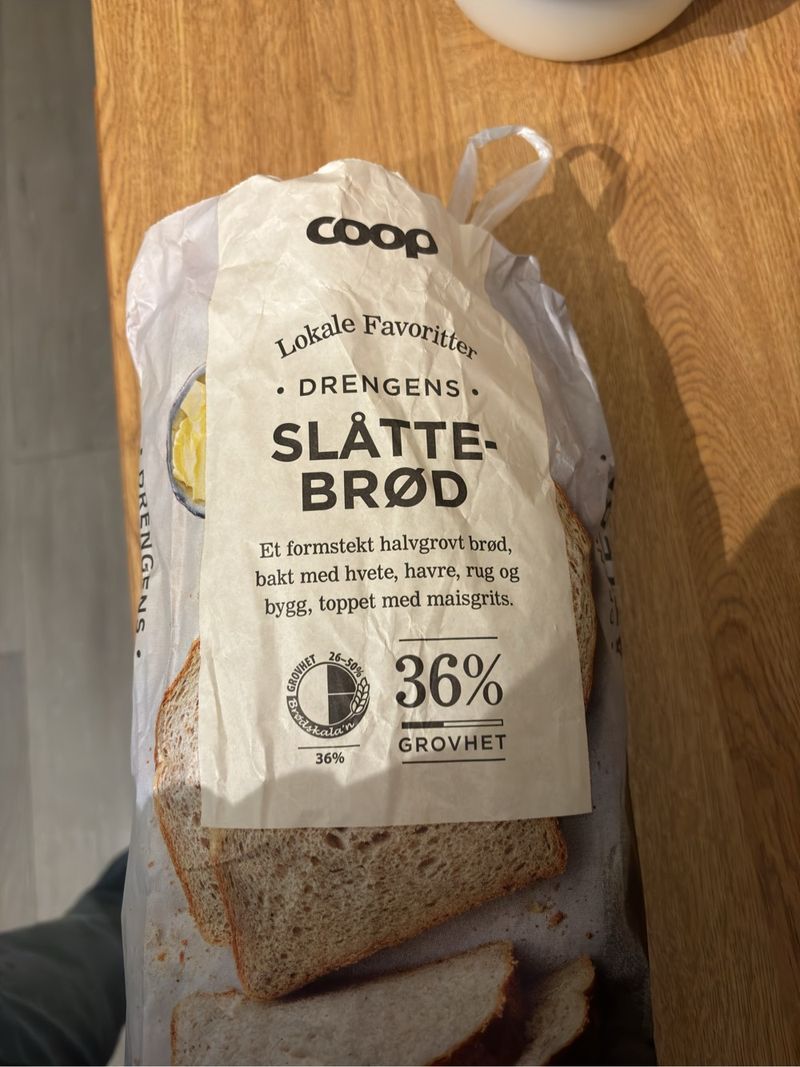 coop
Lokale Favoritter
• DRENGENS •
SLÅTTE-
BRØD
Et formstekt halvgrovt brød,
bakt med hvete, havre, rug og
bygg, toppet med maisgrits.
GROVHET 26–50%
Brødskala'n
36%
36%
GROVHET
• DRENGENS •